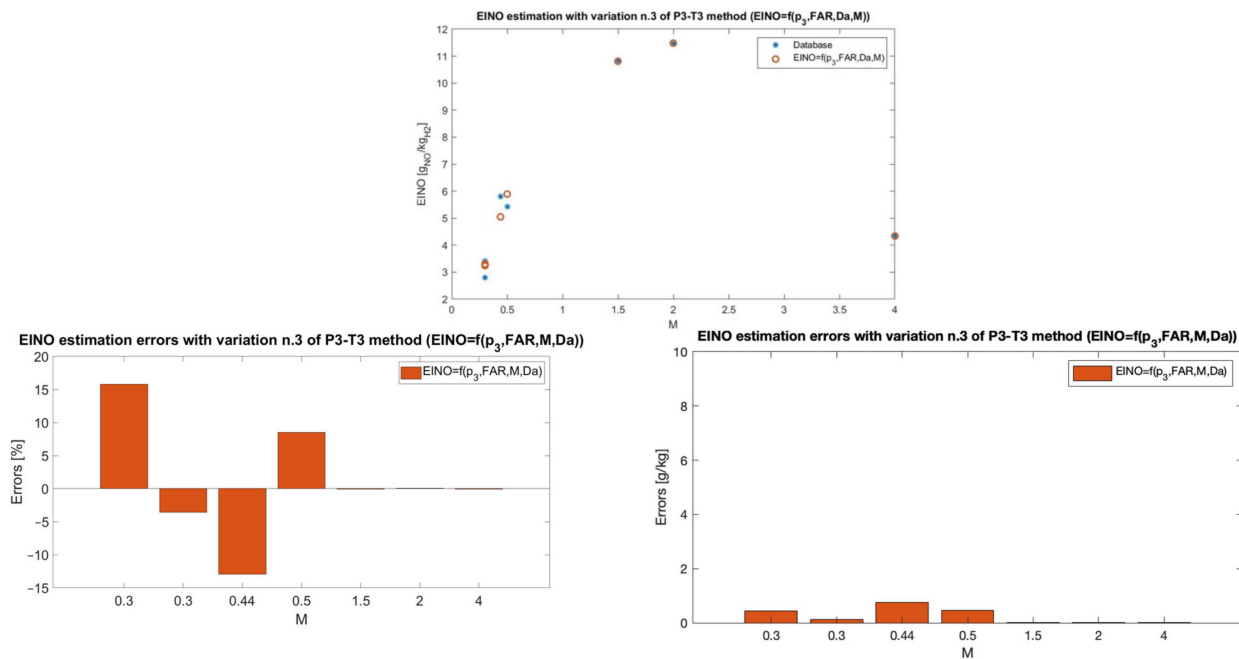 EINO estimation with variation n.3 of P3-T3 method (EINO=f(p3,FAR,Da,M))
12
11
10
9
8
7
6
5
4
3
2
EINO [gNO/kgH2]
Database
EINO=f(p3,FAR,Da,M)
0 0.5 1 1.5 2 2.5 3 3.5 4
M
EINO estimation errors with variation n.3 of P3-T3 method (EINO=f(p3,FAR,M,Da))
20
15
10
5
0
−5
−10
−15
Errors [%]
EINO=f(p3,FAR,M,Da)
0.3 0.3 0.44 0.5 1.5 2 4
M
EINO estimation errors with variation n.3 of P3-T3 method (EINO=f(p3,FAR,M,Da))
10
8
6
4
2
0
Errors [g/kg]
EINO=f(p3,FAR,M,Da)
0.3 0.3 0.44 0.5 1.5 2 4
M